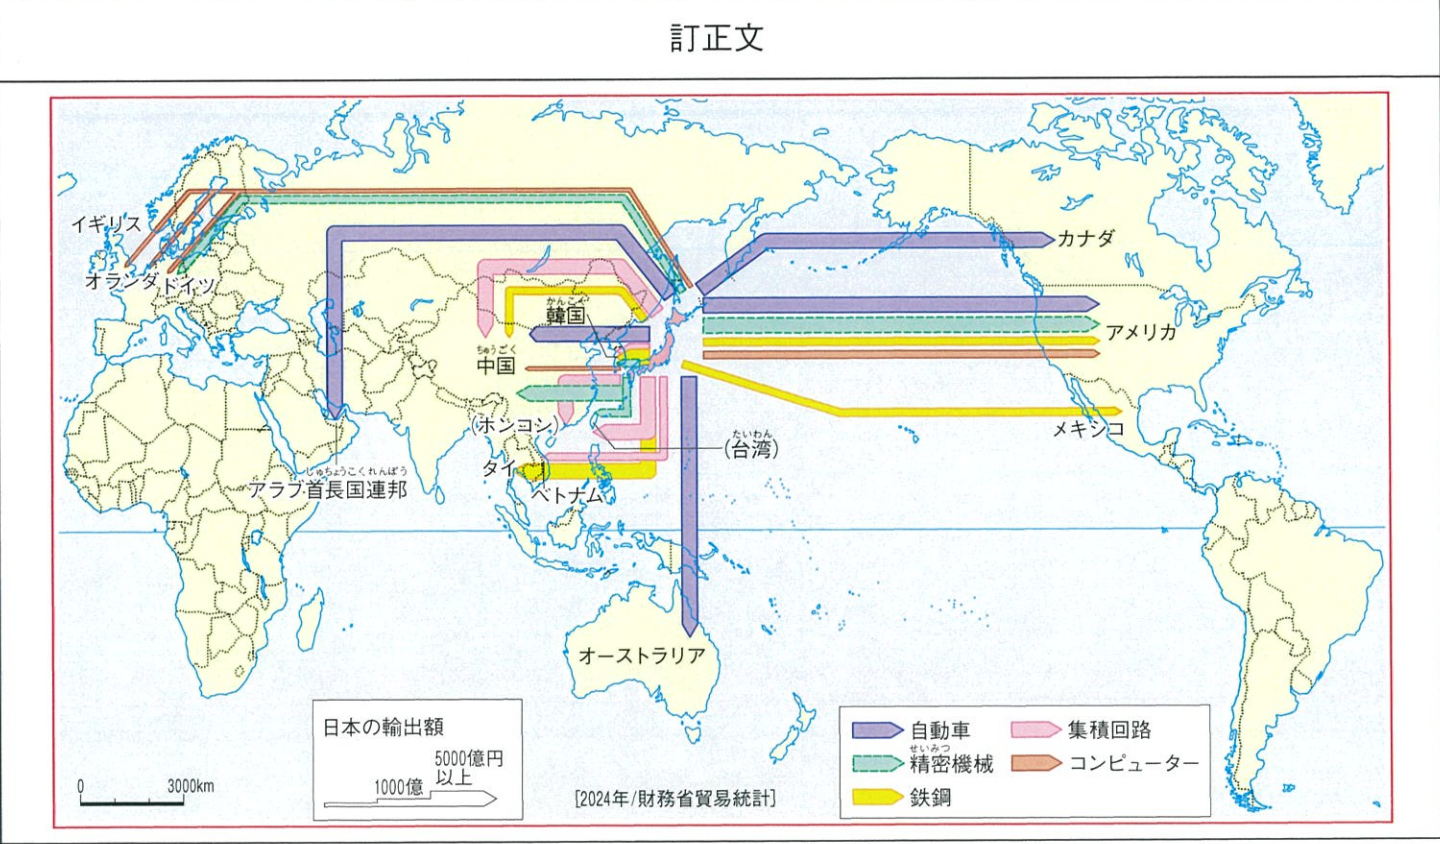 訂正文
イギリス
オランダ
ドイツ
カナダ
アメリカ
メキシコ
かんこく
韓国
ちゅうごく
中国
(ホンコン)
たいわん
(台湾)
タイ
ベトナム
じゅちょうこくれんぽう
アラブ首長国連邦
オーストラリア
日本の輸出額
5000億円
以上
1000億
0 3000km
[2024年/財務省貿易統計]
自動車
集積回路
せいみつ
精密機械
コンピューター
鉄鋼